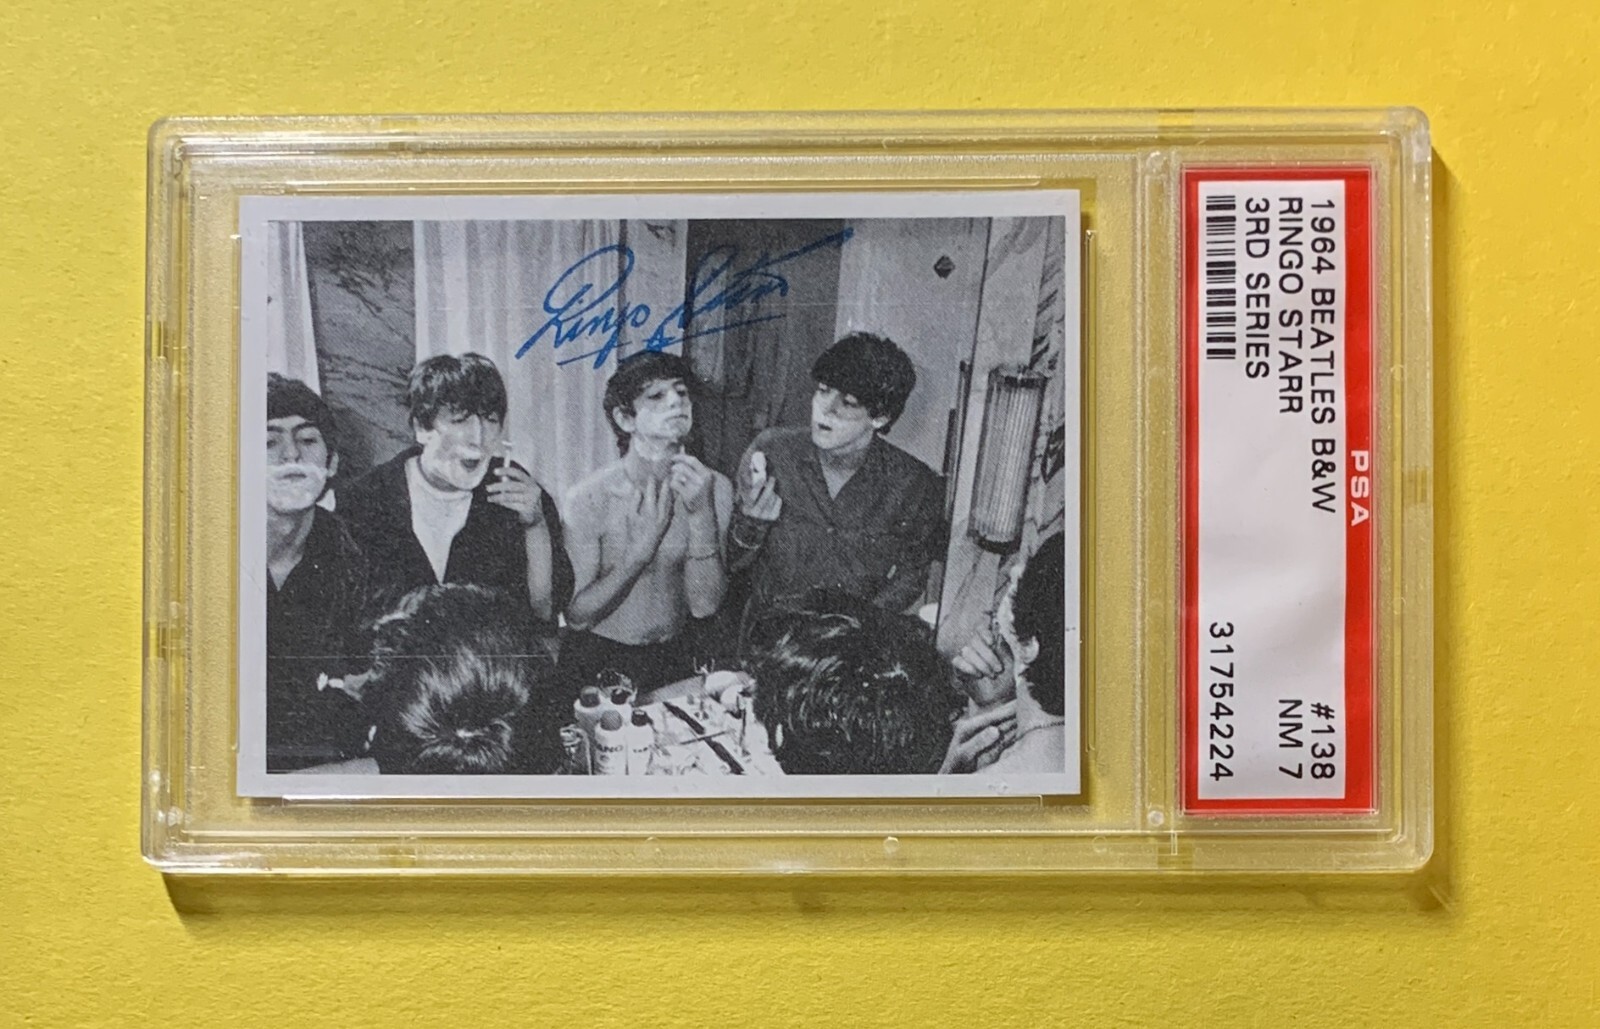 Ringo Starr
PSA
1964 BEATLES B&W #138
RINGO STARR NM 7
3RD SERIES
31754224